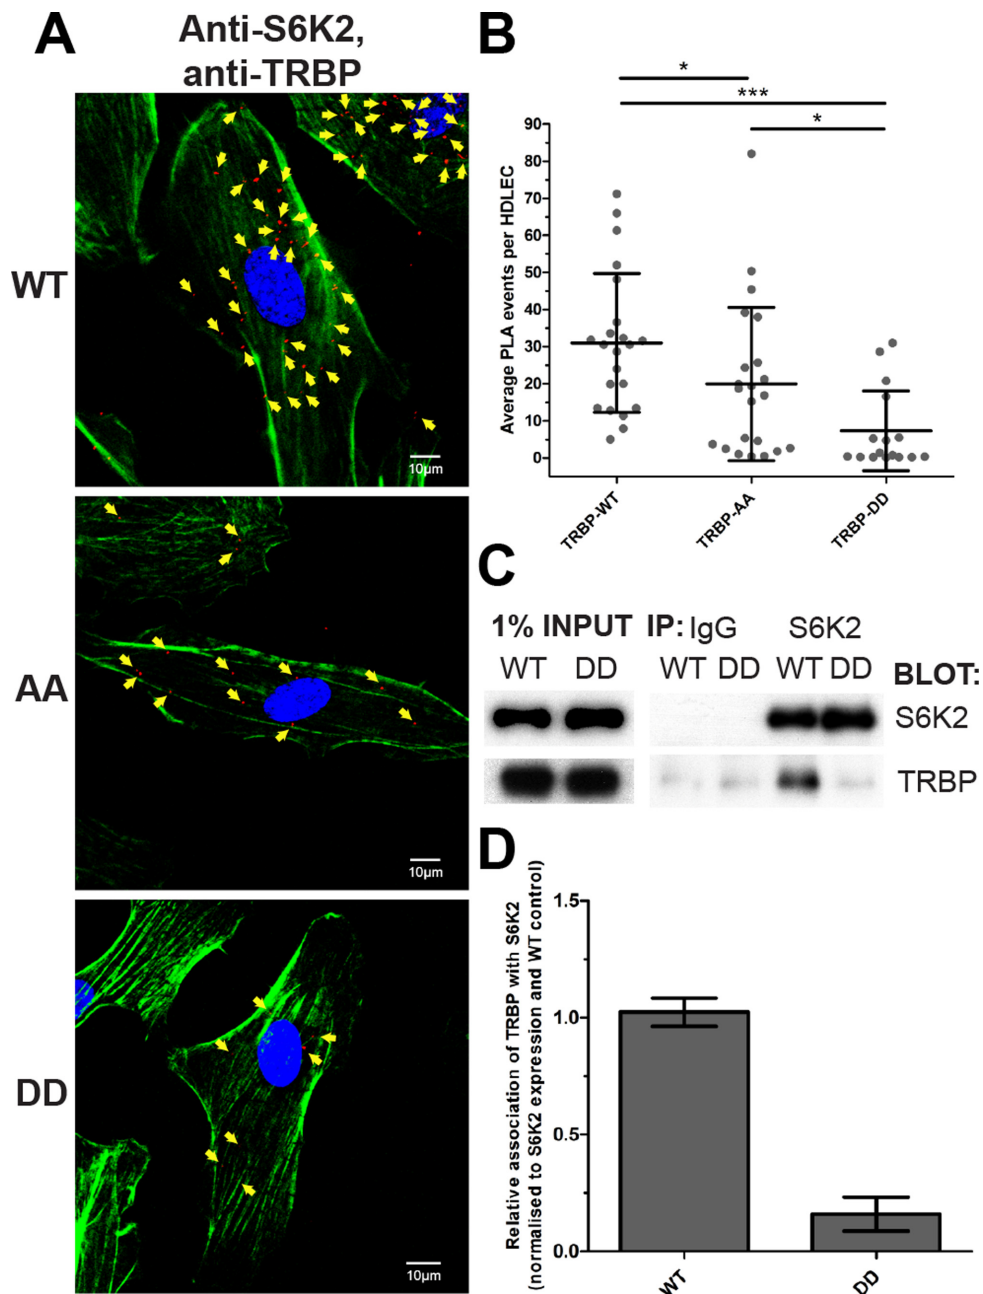 A
Anti-S6K2,
anti-TRBP
WT
10µm
AA
10µm
DD
10µm
B
*
***
*
Average PLA events per HDLEC
90
80
70
60
50
40
30
20
10
0
TRBP-WT
TRBP-AA
TRBP-DD
C
1% INPUT IP: IgG S6K2
WT DD WT DD WT DD BLOT:
S6K2
TRBP
D
Relative association of TRBP with S6K2
(normalised to S6K2 expression and WT control)
1.5
1.0
0.5
0.0
WT
DD